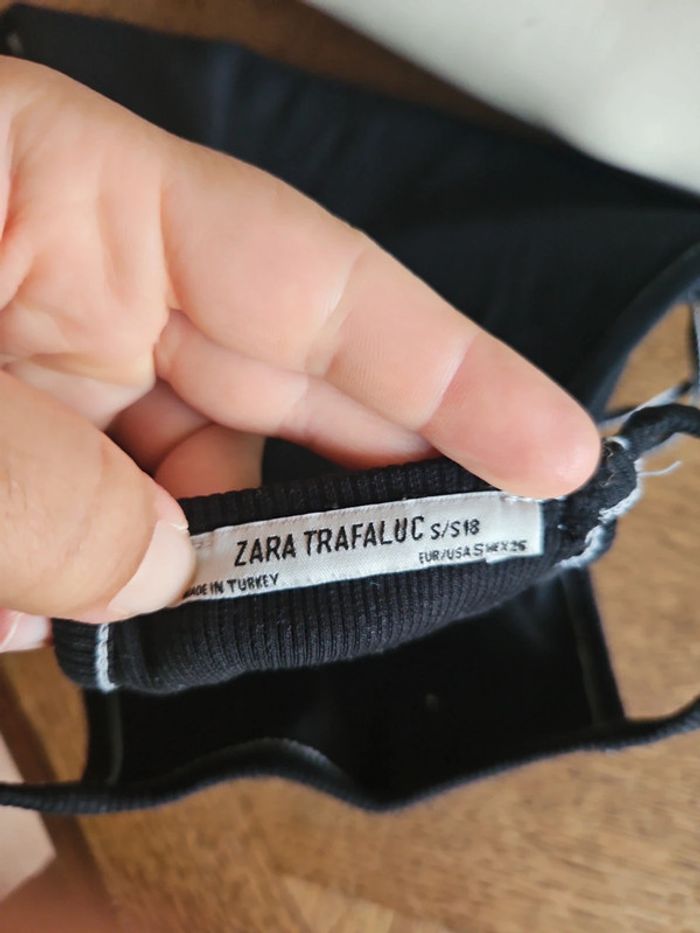 ZARA TRAFALUC S/S18
EUR/USA S MEX 26
MADE IN TURKEY